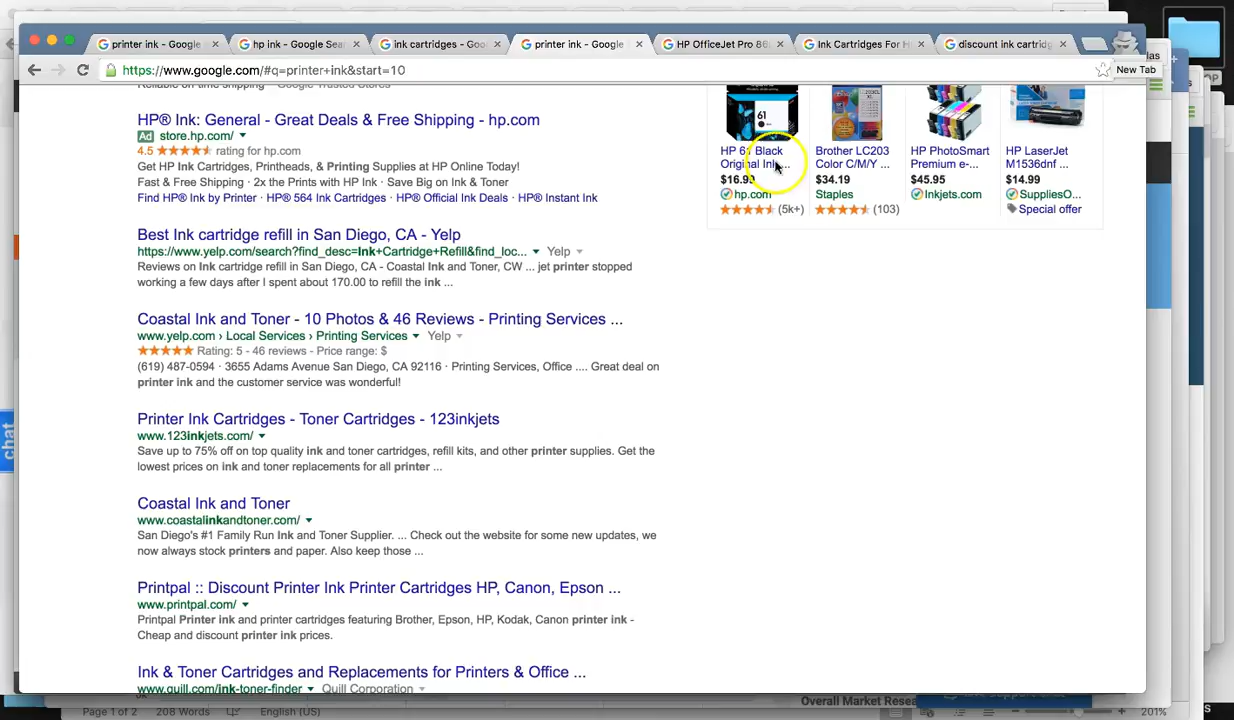 printer ink - Google
hp ink - Google Sea
ink cartridges - Goo
printer ink - Google
HP OfficeJet Pro 86
Ink Cartridges For H
discount ink cartrid
https://www.google.com/#q=printer+ink&start=10
New Tab
Reliable on time shipping · Google Trusted Stores
HP® Ink: General - Great Deals & Free Shipping - hp.com
Ad store.hp.com/
4.5 rating for hp.com
Get HP Ink Cartridges, Printheads, & Printing Supplies at HP Online Today!
Fast & Free Shipping · 2x the Prints with HP Ink · Save Big on Ink & Toner
Find HP® Ink by Printer · HP® 564 Ink Cartridges · HP® Official Ink Deals · HP® Instant Ink
Best Ink cartridge refill in San Diego, CA - Yelp
https://www.yelp.com/search?find_desc=Ink+Cartridge+Refill&find_loc... Yelp
Reviews on Ink cartridge refill in San Diego, CA - Coastal Ink and Toner, CW ... jet printer stopped
working a few days after I spent about 170.00 to refill the ink ...
Coastal Ink and Toner - 10 Photos & 46 Reviews - Printing Services ...
www.yelp.com › Local Services › Printing Services Yelp
Rating: 5 - 46 reviews - Price range: $
(619) 487-0594 · 3655 Adams Avenue San Diego, CA 92116 · Printing Services, Office .... Great deal on
printer ink and the customer service was wonderful!
Printer Ink Cartridges - Toner Cartridges - 123inkjets
www.123inkjets.com/
Save up to 75% off on top quality ink and toner cartridges, refill kits, and other printer supplies. Get the
lowest prices on ink and toner replacements for all printer ...
Coastal Ink and Toner
www.coastalinkandtoner.com/
San Diego's #1 Family Run Ink and Toner Supplier. ... Check out the website for some new updates, we
now always stock printers and paper. Also keep those ...
Printpal :: Discount Printer Ink Printer Cartridges HP, Canon, Epson ...
www.printpal.com/
Printpal Printer ink and printer cartridges featuring Brother, Epson, HP, Kodak, Canon printer ink -
Cheap and discount printer ink prices.
Ink & Toner Cartridges and Replacements for Printers & Office ...
www.quill.com/ink-toner-finder Quill Corporation
61
HP 61 Black
Original Ink...
$16.99
hp.com
(5k+)
Brother LC203
Color C/M/Y ...
$34.19
Staples
(103)
HP PhotoSmart
Premium e-...
$45.95
Inkjets.com
HP LaserJet
M1536dnf ...
$14.99
SuppliesO...
Special offer
chat
Overall Market Resea
Page 1 of 2 208 Words English (US)
201%